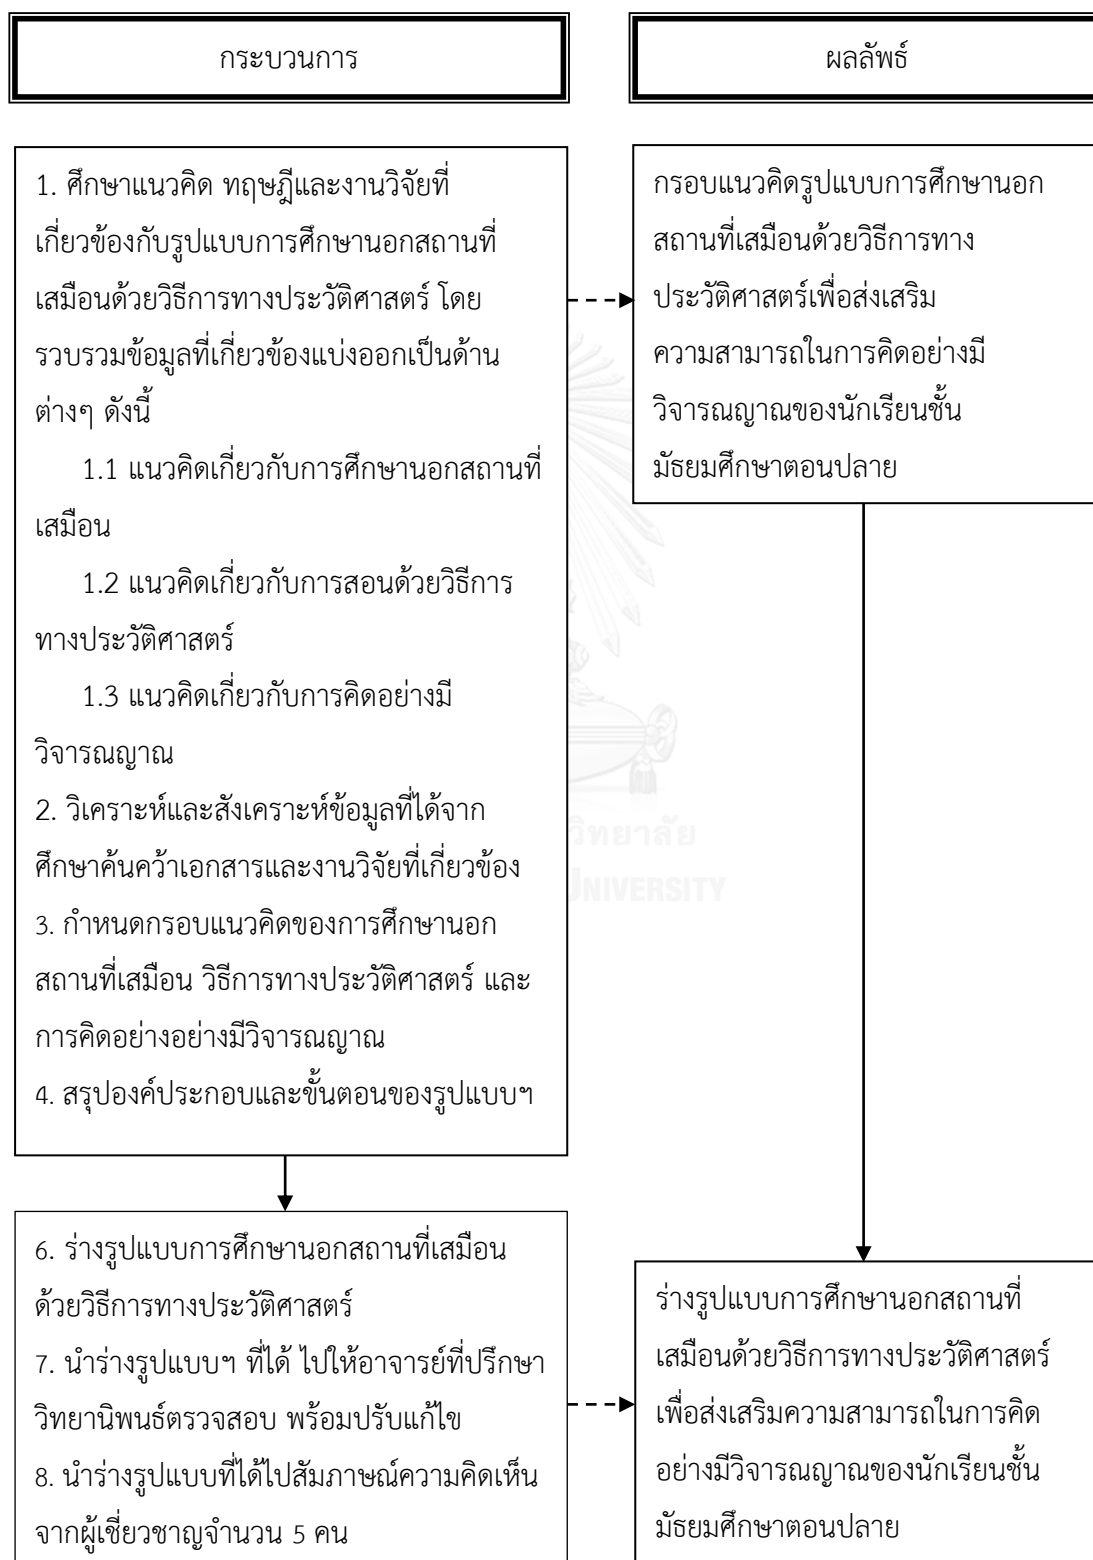 กระบวนการ
ผลลัพธ์
1. ศึกษาแนวคิด ทฤษฎีและงานวิจัยที่
เกี่ยวข้องกับรูปแบบการศึกษานอกสถานที่
เสมือนด้วยวิธีการทางประวัติศาสตร์ โดย
รวบรวมข้อมูลที่เกี่ยวข้องแบ่งออกเป็นด้าน
ต่างๆ ดังนี้
1.1 แนวคิดเกี่ยวกับการศึกษานอกสถานที่
เสมือน
1.2 แนวคิดเกี่ยวกับการสอนด้วยวิธีการ
ทางประวัติศาสตร์
1.3 แนวคิดเกี่ยวกับการคิดอย่างมี
วิจารณญาณ
2. วิเคราะห์และสังเคราะห์ข้อมูลที่ได้จาก
ศึกษาค้นคว้าเอกสารและงานวิจัยที่เกี่ยวข้อง
3. กำหนดกรอบแนวคิดของการศึกษานอก
สถานที่เสมือน วิธีการทางประวัติศาสตร์ และ
การคิดอย่างอย่างมีวิจารณญาณ
4. สรุปองค์ประกอบและขั้นตอนของรูปแบบฯ
กรอบแนวคิดรูปแบบการศึกษานอก
สถานที่เสมือนด้วยวิธีการทาง
ประวัติศาสตร์เพื่อส่งเสริม
ความสามารถในการคิดอย่างมี
วิจารณญาณของนักเรียนชั้น
มัธยมศึกษาตอนปลาย
วิทยาลัย
UNIVERSITY
6. ร่างรูปแบบการศึกษานอกสถานที่เสมือน
ด้วยวิธีการทางประวัติศาสตร์
7. นำร่างรูปแบบฯ ที่ได้ ไปให้อาจารย์ที่ปรึกษา
วิทยานิพนธ์ตรวจสอบ พร้อมปรับแก้ไข
8. นำร่างรูปแบบที่ได้ไปสัมภาษณ์ความคิดเห็น
จากผู้เชี่ยวชาญจำนวน 5 คน
ร่างรูปแบบการศึกษานอกสถานที่
เสมือนด้วยวิธีการทางประวัติศาสตร์
เพื่อส่งเสริมความสามารถในการคิด
อย่างมีวิจารณญาณของนักเรียนชั้น
มัธยมศึกษาตอนปลาย